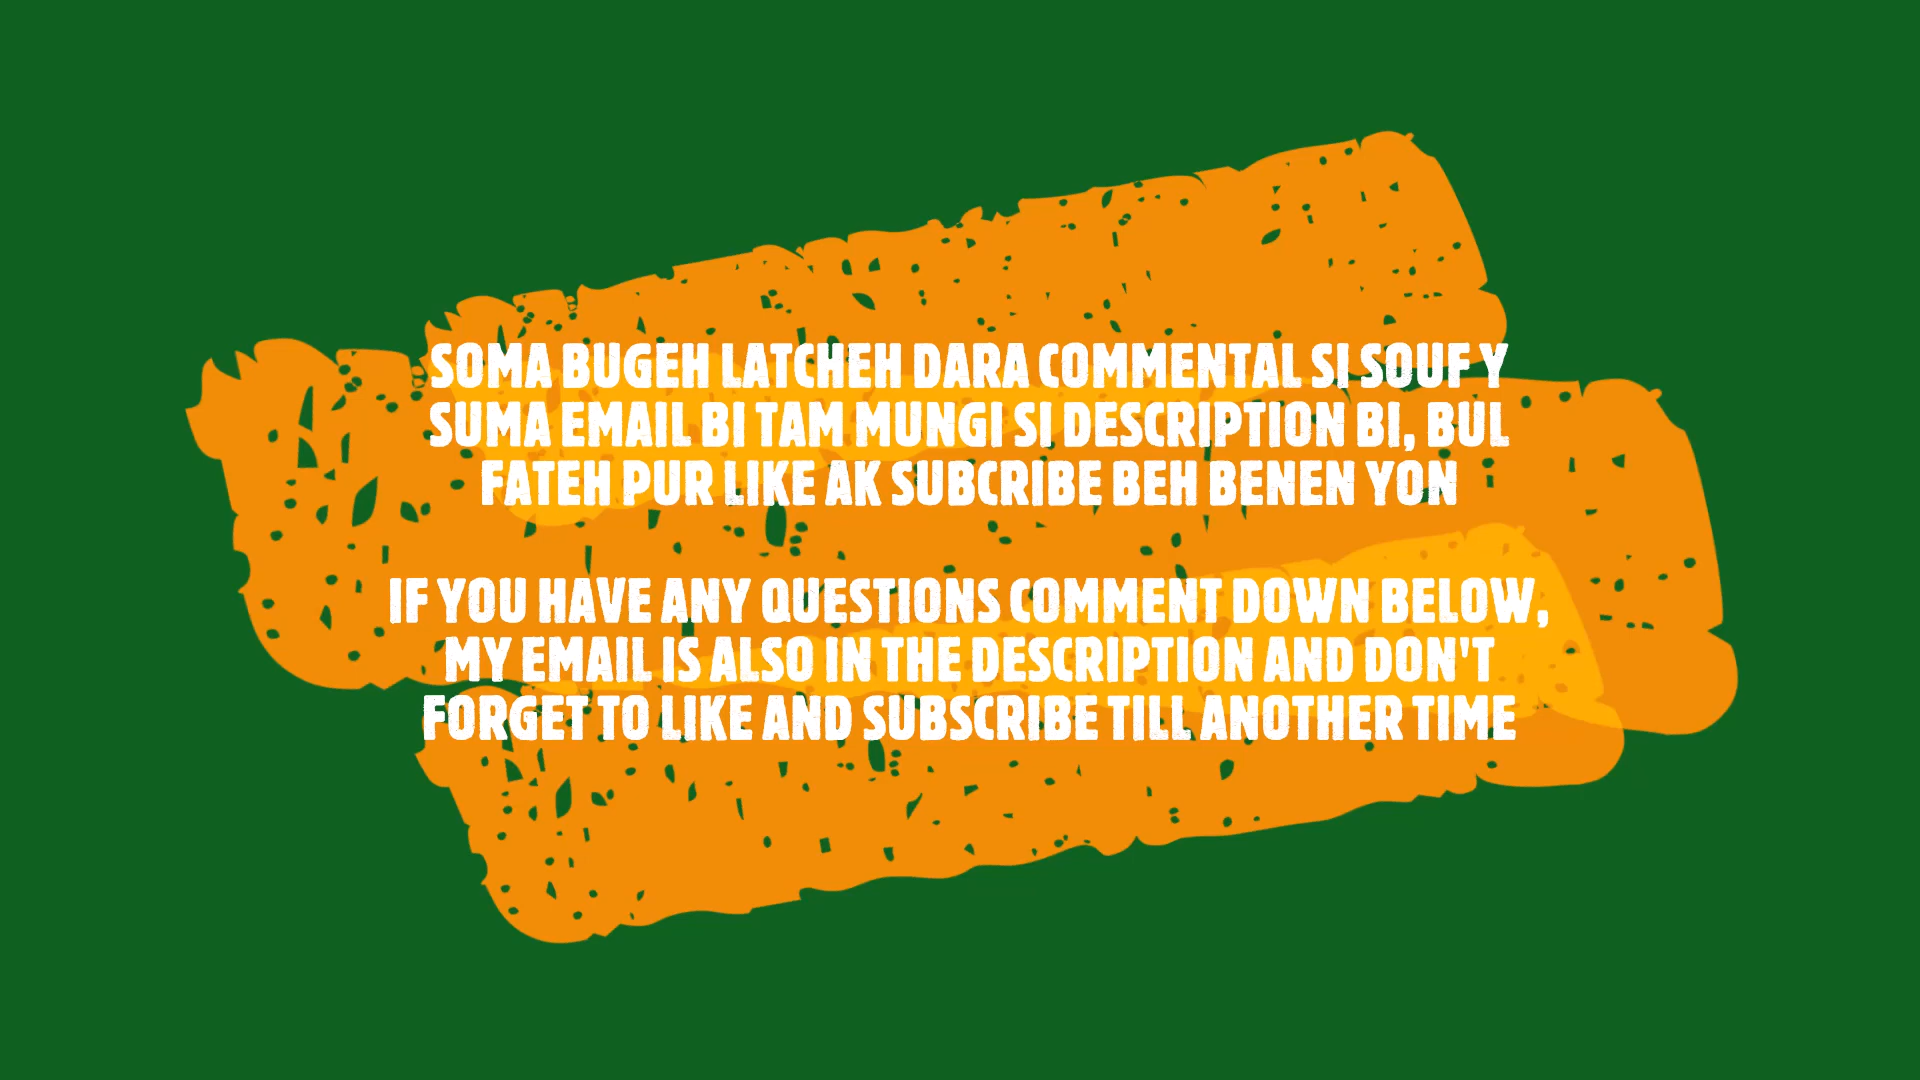 SOMA BUGEH LATCHEH DARA COMMENTAL SI SOUF Y
SUMA EMAIL BI TAM MUNGI SI DESCRIPTION BI, BUL
FATEH PUR LIKE AK SUBCRIBE BEH BENEN YON
IF YOU HAVE ANY QUESTIONS COMMENT DOWN BELOW,
MY EMAIL IS ALSO IN THE DESCRIPTION AND DON'T
FORGET TO LIKE AND SUBSCRIBE TILL ANOTHER TIME